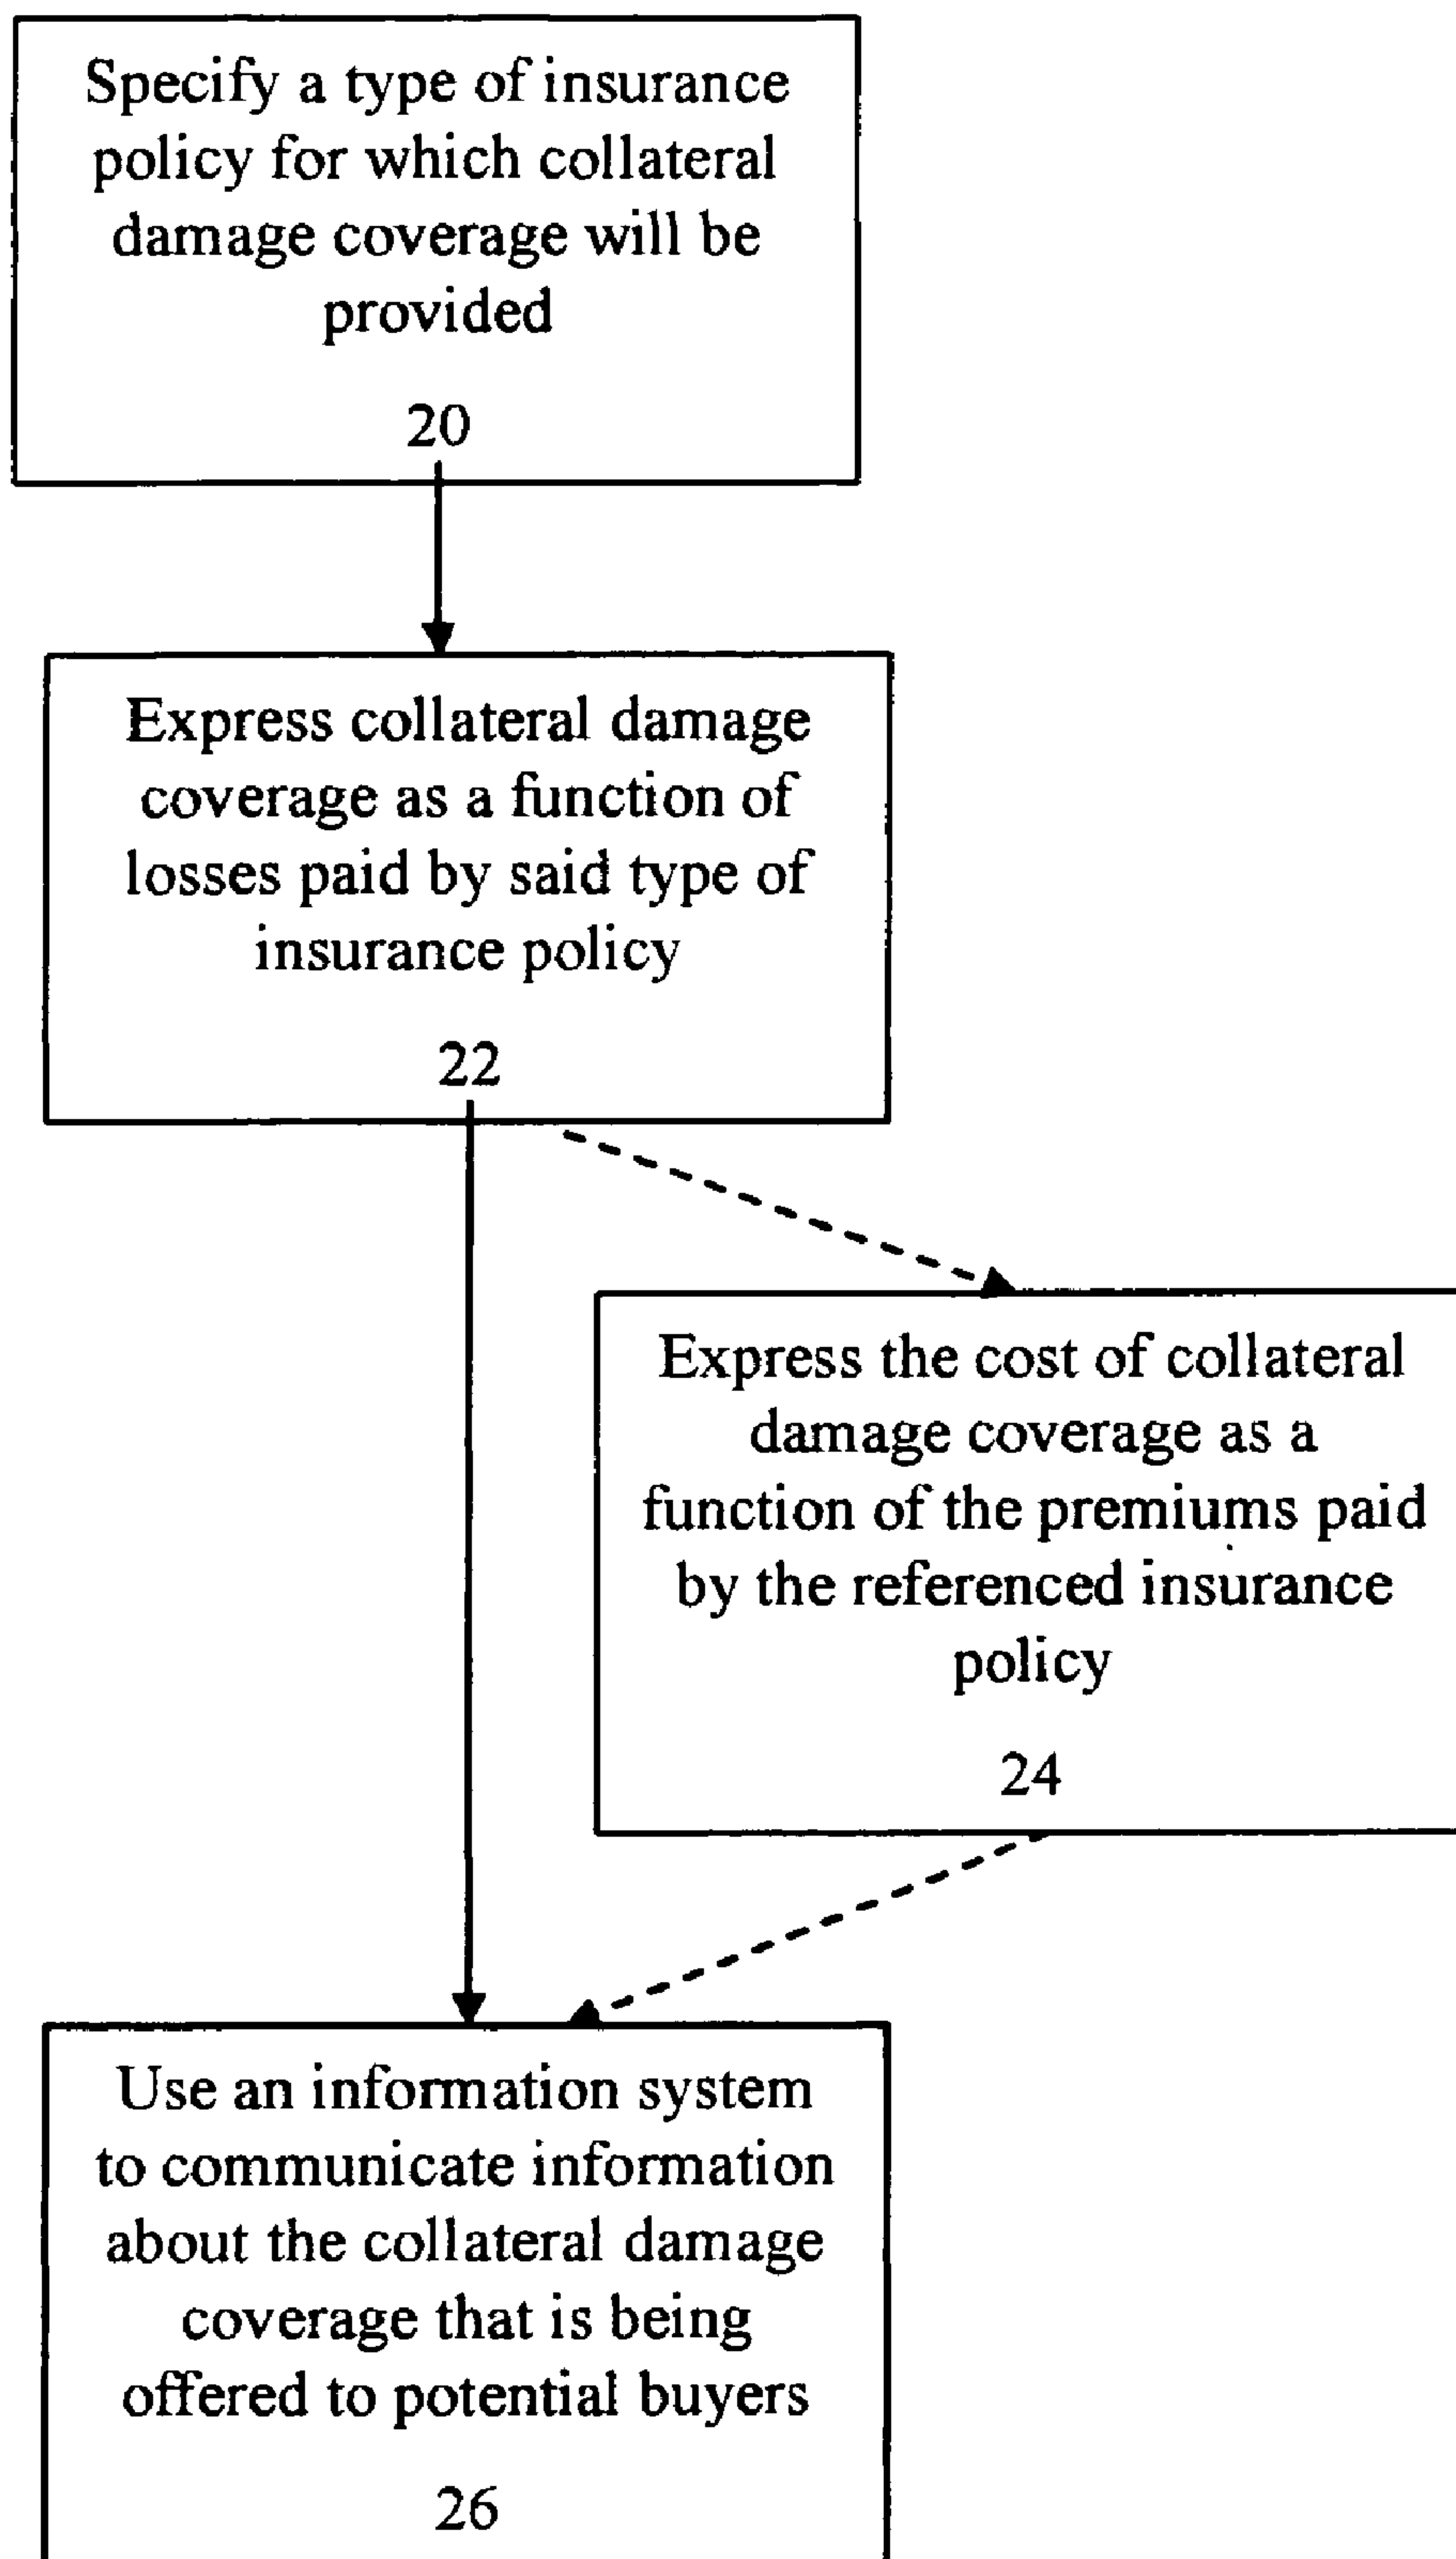 Specify a type of insurance
policy for which collateral
damage coverage will be
provided
20
Express collateral damage
coverage as a function of
losses paid by said type of
insurance policy
22
Express the cost of collateral
damage coverage as a
function of the premiums paid
by the referenced insurance
policy
24
Use an information system
to communicate information
about the collateral damage
coverage that is being
offered to potential buyers
26